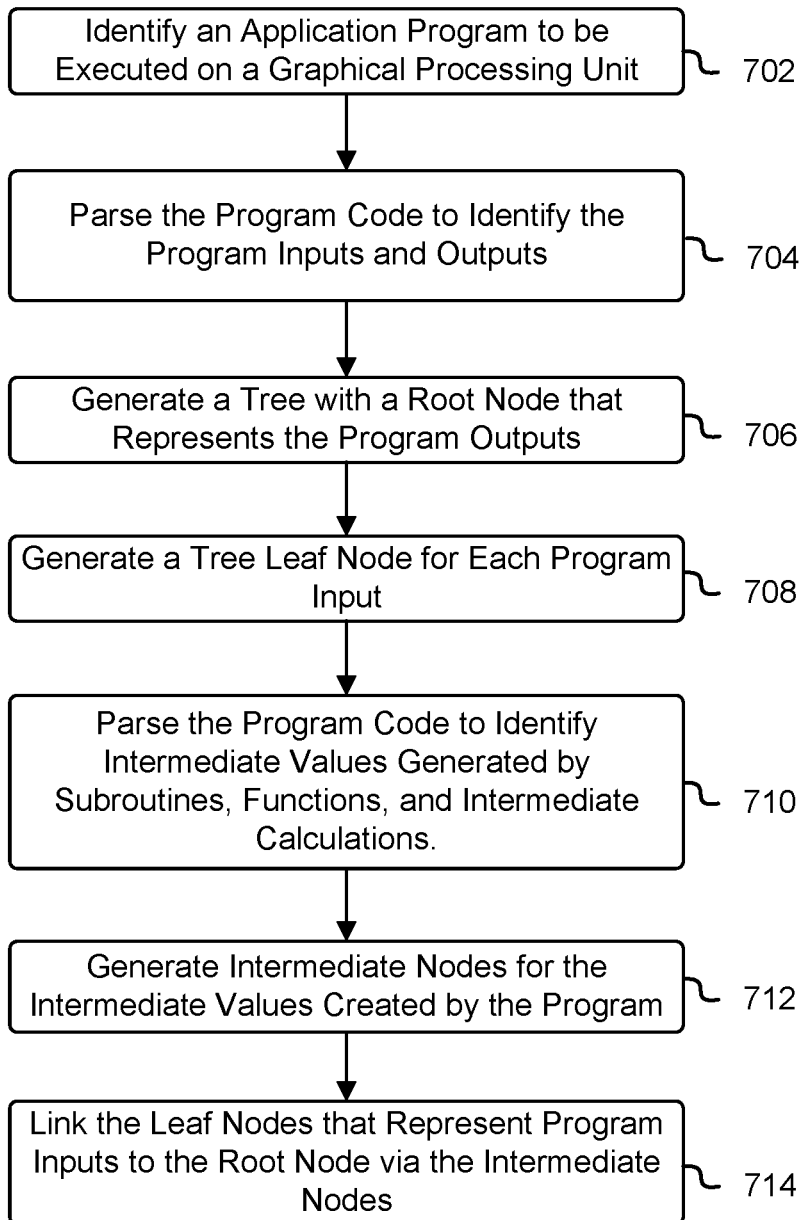 Identify an Application Program to be
Executed on a Graphical Processing Unit
702
Parse the Program Code to Identify the
Program Inputs and Outputs
704
Generate a Tree with a Root Node that
Represents the Program Outputs
706
Generate a Tree Leaf Node for Each Program
Input
708
Parse the Program Code to Identify
Intermediate Values Generated by
Subroutines, Functions, and Intermediate
Calculations.
710
Generate Intermediate Nodes for the
Intermediate Values Created by the Program
712
Link the Leaf Nodes that Represent Program
Inputs to the Root Node via the Intermediate
Nodes
714